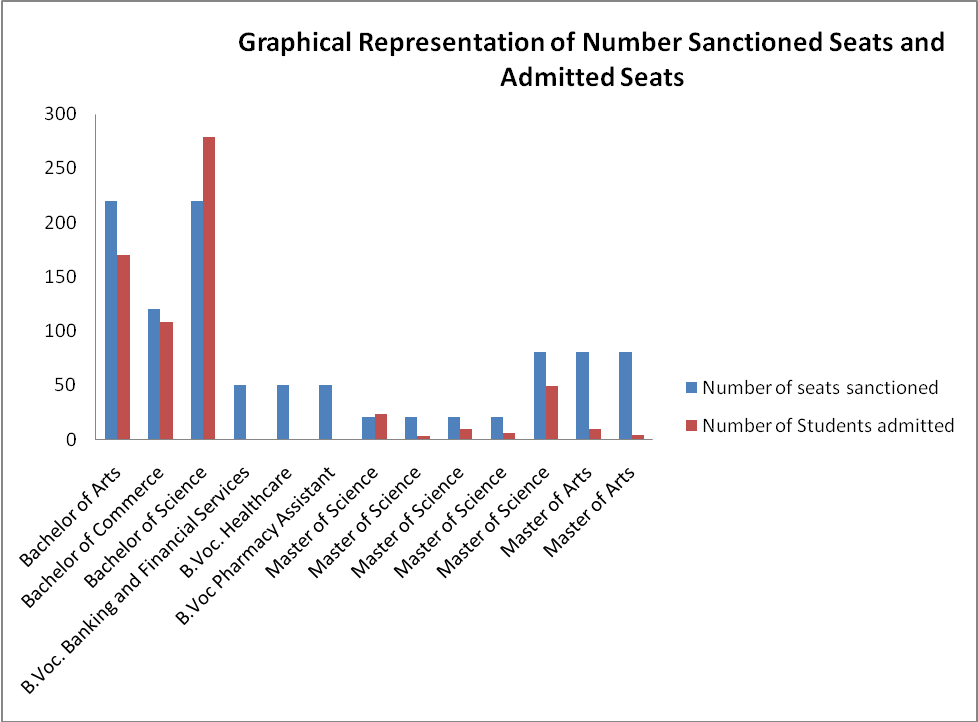 Graphical Representation of Number Sanctioned Seats and
Admitted Seats
300
250
200
150
100
50
0
Number of seats sanctioned
Number of Students admitted
Bachelor of Arts
Bachelor of Commerce
Bachelor of Science
B.Voc. Banking and Financial Services
B.Voc. Healthcare
B.Voc Pharmacy Assistant
Master of Science
Master of Science
Master of Science
Master of Science
Master of Science
Master of Arts
Master of Arts